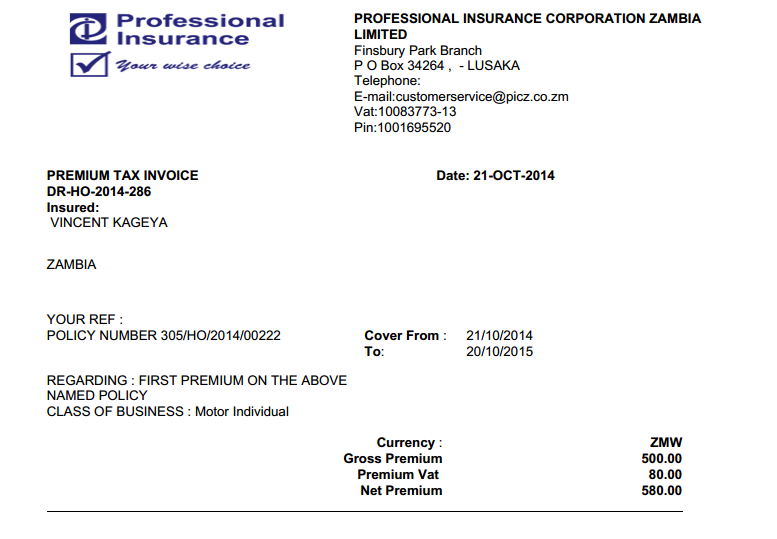 Professional
Insurance
Your wise choice
PROFESSIONAL INSURANCE CORPORATION ZAMBIA
LIMITED
Finsbury Park Branch
P O Box 34264 , - LUSAKA
Telephone:
E-mail:customerservice@picz.co.zm
Vat:10083773-13
Pin:1001695520
PREMIUM TAX INVOICE
Date: 21-OCT-2014
DR-HO-2014-286
Insured:
VINCENT KAGEYA
ZAMBIA
YOUR REF :
POLICY NUMBER 305/HO/2014/00222
Cover From : 21/10/2014
To: 20/10/2015
REGARDING : FIRST PREMIUM ON THE ABOVE
NAMED POLICY
CLASS OF BUSINESS : Motor Individual
Currency : ZMW
Gross Premium 500.00
Premium Vat 80.00
Net Premium 580.00